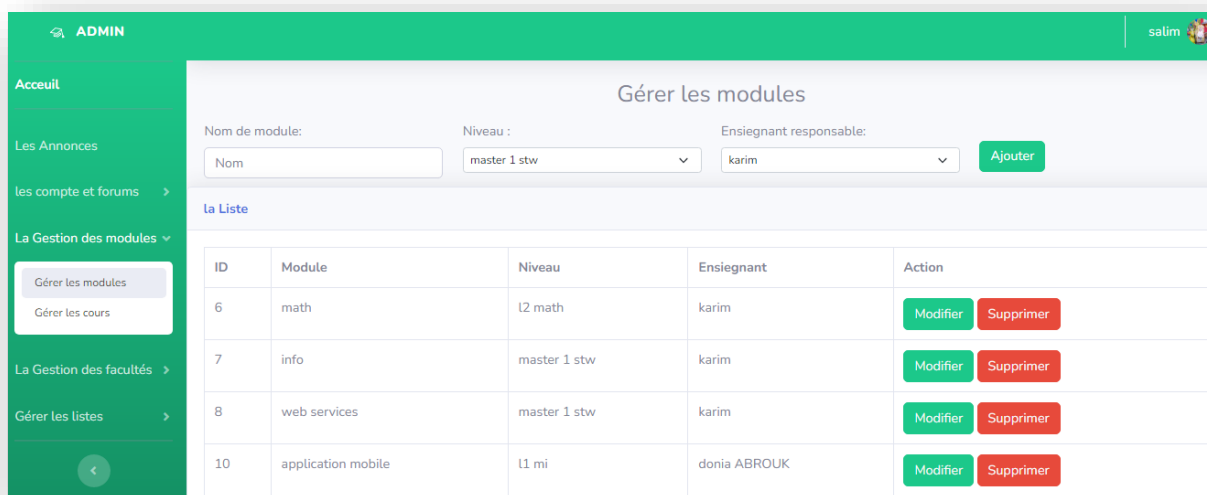 ADMIN
salim
Acceuil
Les Annonces
les compte et forums
La Gestion des modules
Gérer les modules
Gérer les cours
La Gestion des facultés
Gérer les listes
Gérer les modules
Nom de module:
Niveau :
Ensiegnant responsable:
Nom
master 1 stw
karim
Ajouter
la Liste
ID Module Niveau Ensiegnant Action
6 math l2 math karim Modifier Supprimer
7 info master 1 stw karim Modifier Supprimer
8 web services master 1 stw karim Modifier Supprimer
10 application mobile l1 mi donia ABROUK Modifier Supprimer